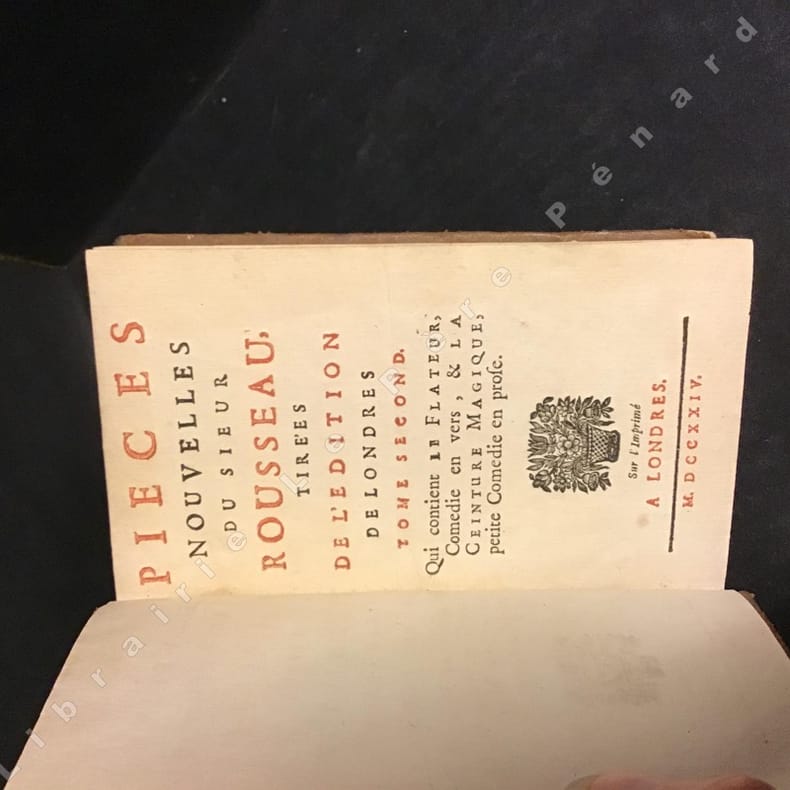 PIECES
NOUVELLES
DU SIEUR
ROUSSEAU,
TIRE'ES
DE L'EDITION
DE LONDRES
TOME SECOND.
Qui contient LE FLATEUR,
Comedie en vers, & LA
CEINTURE MAGIQUE,
petite Comedie en proſe.
Sur l'Imprimé
A LONDRES.
M. DCCXXIV.
Librairie Le Père Pénard